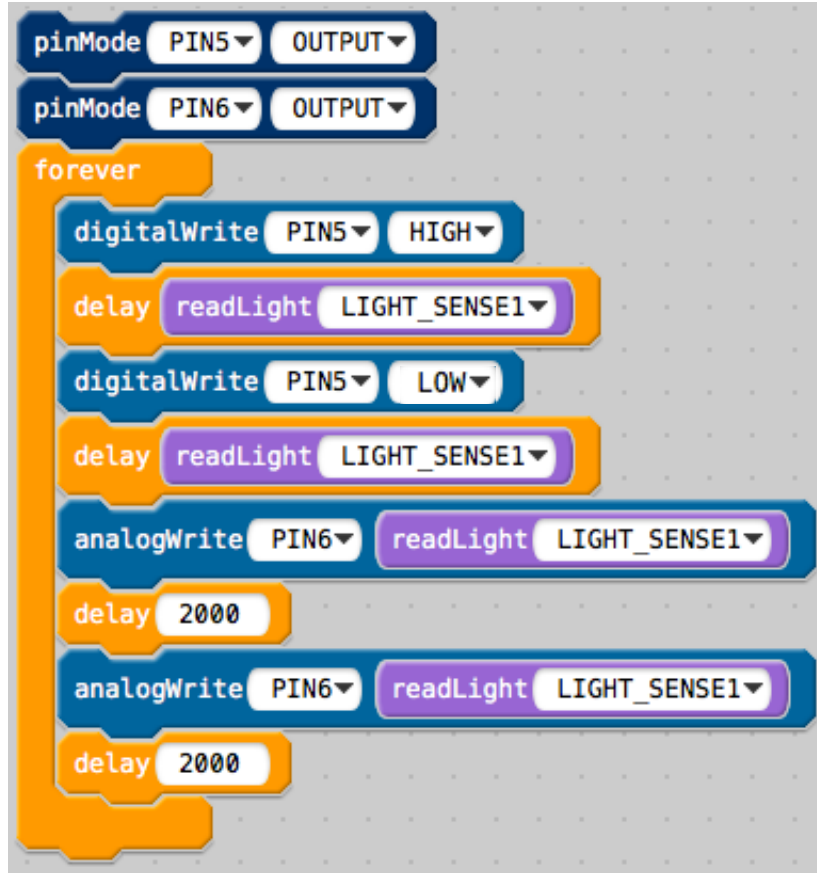 pinMode PIN5 OUTPUT
pinMode PIN6 OUTPUT
forever
digitalWrite PIN5 HIGH
delay readLight LIGHT_SENSE1
digitalWrite PIN5 LOW
delay readLight LIGHT_SENSE1
analogWrite PIN6 readLight LIGHT_SENSE1
delay 2000
analogWrite PIN6 readLight LIGHT_SENSE1
delay 2000